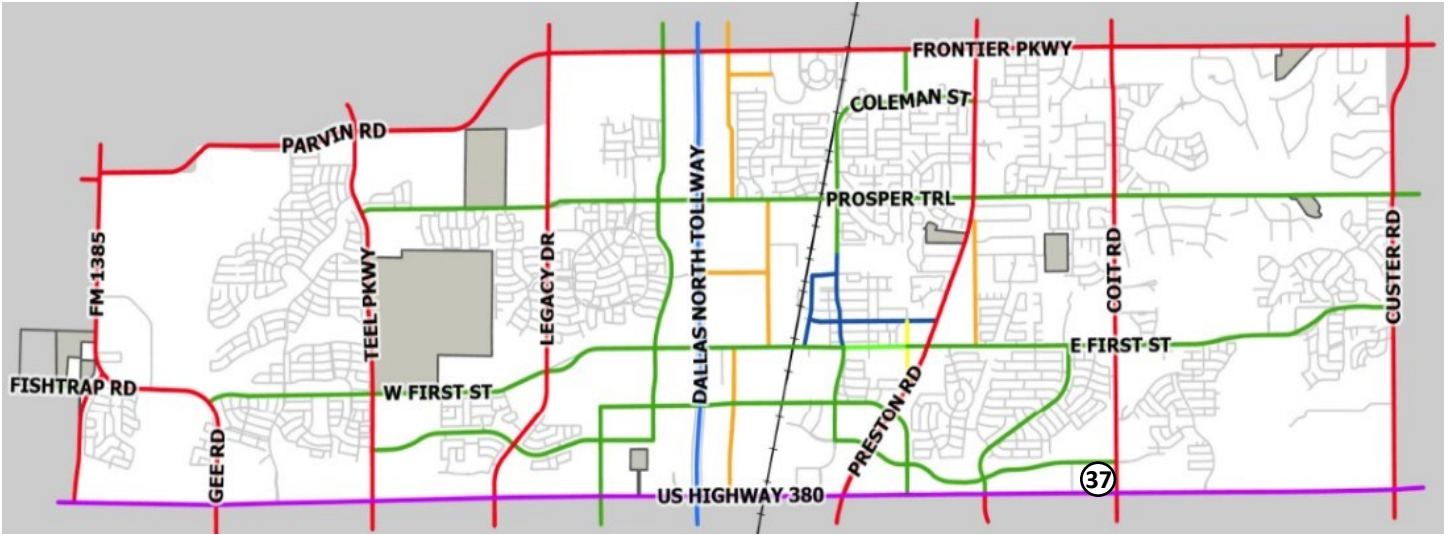 FRONTIER PKWY
COLEMAN ST
PARVIN RD
DALLAS NORTH TOLLWAY
PROSPER TRL
FM 1385
TEEL PKWY
LEGACY DR
COIT RD
CUSTER RD
E FIRST ST
FISHTRAP RD
W FIRST ST
PRESTON RD
GEE RD
US HIGHWAY 380
37